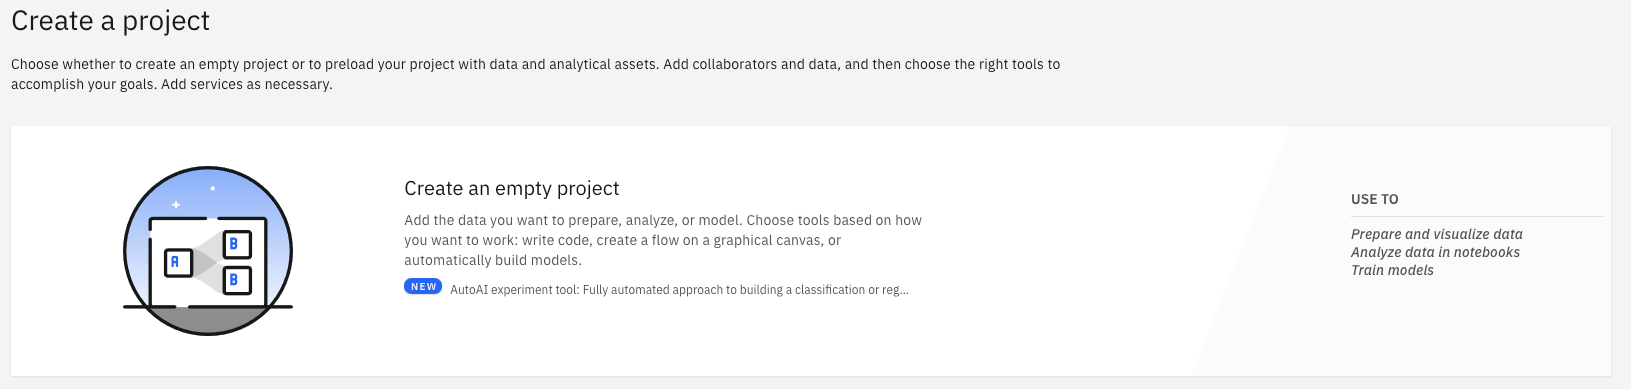 Create a project
Choose whether to create an empty project or to preload your project with data and analytical assets. Add collaborators and data, and then choose the right tools to
accomplish your goals. Add services as necessary.
A
B
B
Create an empty project
Add the data you want to prepare, analyze, or model. Choose tools based on how
you want to work: write code, create a flow on a graphical canvas, or
automatically build models.
NEW AutoAI experiment tool: Fully automated approach to building a classification or reg...
USE TO
Prepare and visualize data
Analyze data in notebooks
Train models